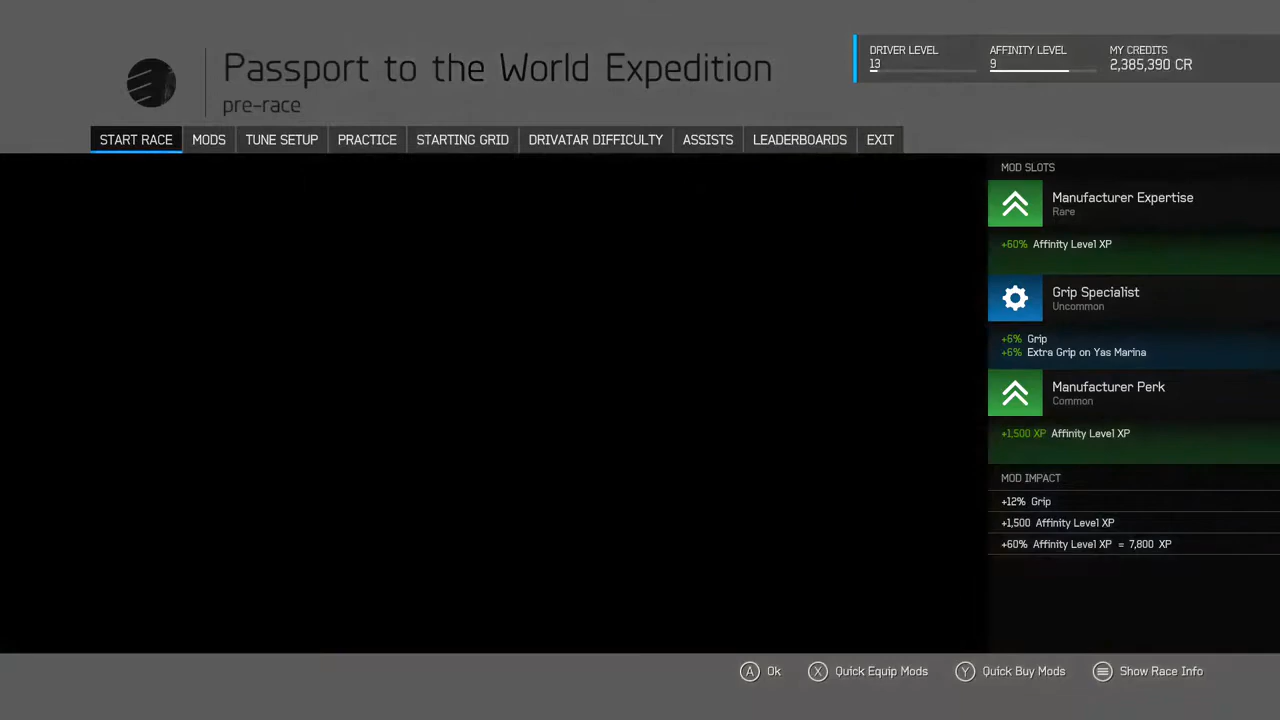 Passport to the World Expedition
pre-race
DRIVER LEVEL
13
AFFINITY LEVEL
9
MY CREDITS
2,385,390 CR
START RACE MODS TUNE SETUP PRACTICE STARTING GRID DRIVATAR DIFFICULTY ASSISTS LEADERBOARDS EXIT
MOD SLOTS
Manufacturer Expertise
Rare
+60% Affinity Level XP
Grip Specialist
Uncommon
+6% Grip
+6% Extra Grip on Yas Marina
Manufacturer Perk
Common
+1,500 XP Affinity Level XP
MOD IMPACT
+12% Grip
+1,500 Affinity Level XP
+60% Affinity Level XP = 7,800 XP
A Ok X Quick Equip Mods Y Quick Buy Mods Show Race Info